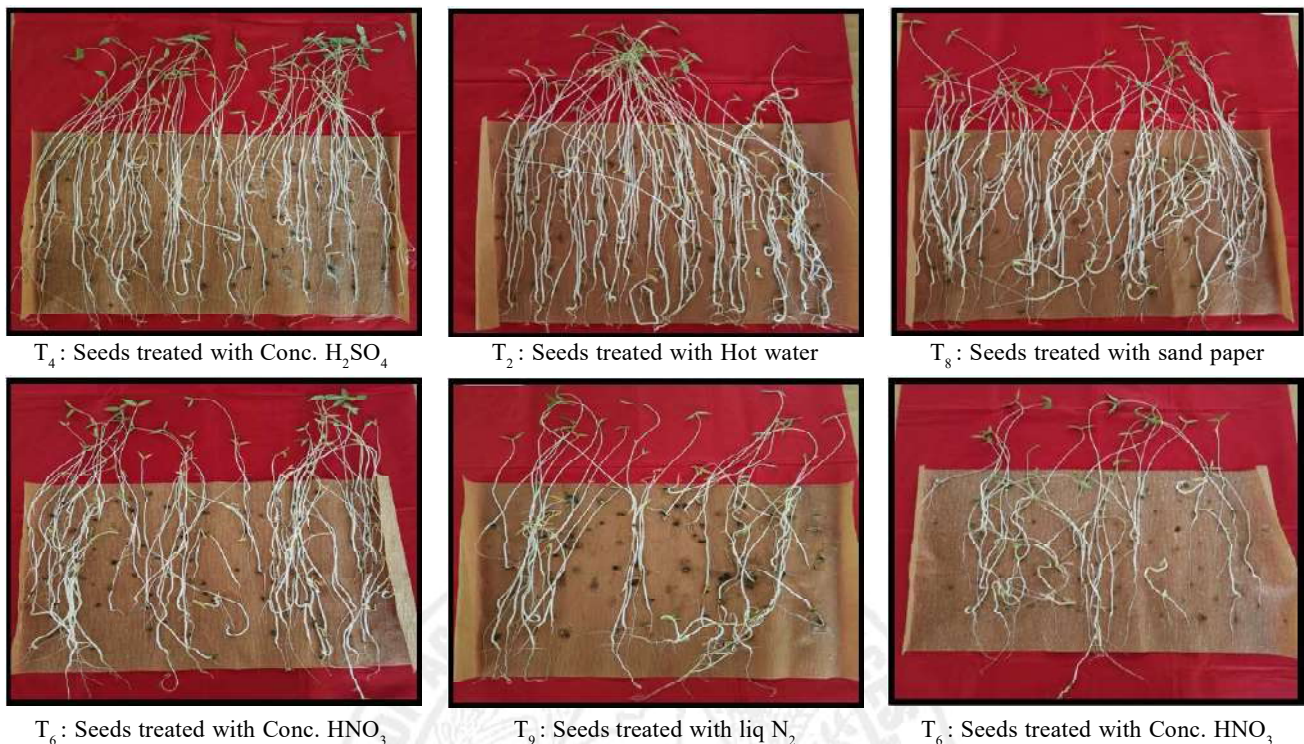 T₄ : Seeds treated with Conc. H₂SO₄
T₂ : Seeds treated with Hot water
T₈ : Seeds treated with sand paper
T₆ : Seeds treated with Conc. HNO₃
T₉ : Seeds treated with liq N₂
T₆ : Seeds treated with Conc. HNO₃